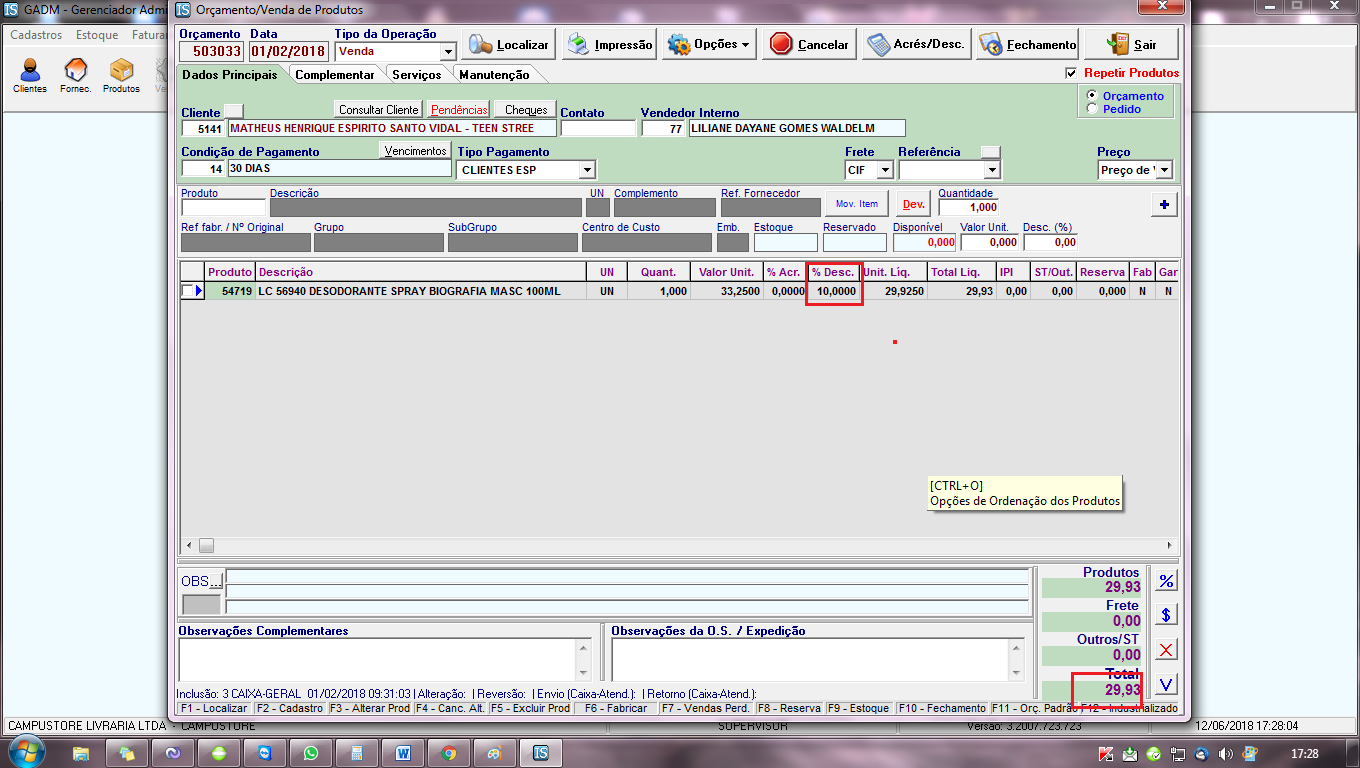 GADM - Gerenciador Admi
Orçamento/Venda de Produtos
Cadastros Estoque Fatura
Clientes Fornec. Produtos
Orçamento Data Tipo da Operação
503033 01/02/2018 Venda
Localizar Impressão Opções Cancelar Acrés/Desc. Fechamento Sair
Dados Principais Complementar Serviços Manutenção
Repetir Produtos
Orçamento
Pedido
Consultar Cliente Pendências Cheques
Cliente Contato Vendedor Interno
5141 MATHEUS HENRIQUE ESPIRITO SANTO VIDAL - TEEN STREE 77 LILIANE DAYANE GOMES WALDELM
Condição de Pagamento Vencimentos Tipo Pagamento Frete Referência Preço
14 30 DIAS CLIENTES ESP CIF Preço de
Produto Descrição UN Complemento Ref. Fornecedor Mov. Item Dev. Quantidade
1,000 +
Ref fabr. / Nº Original Grupo SubGrupo Centro de Custo Emb. Estoque Reservado Disponível Valor Unit. Desc. (%)
0,000 0,000 0,00
Produto Descrição UN Quant. Valor Unit. % Acr. % Desc. Unit. Liq. Total Liq. IPI ST/Out. Reserva Fab Gar
54719 LC 56940 DESODORANTE SPRAY BIOGRAFIA MASC 100ML UN 1,000 33,2500 0,0000 10,0000 29,9250 29,93 0,00 0,00 0,000 N N
[CTRL+O]
Opções de Ordenação dos Produtos
OBS...
Produtos
29,93 %
Frete
0,00 $
Outros/ST
0,00 X
Total
29,93 V
Observações Complementares Observações da O.S. / Expedição
Inclusão: 3 CAIXA-GERAL 01/02/2018 09:31:03 | Alteração: | Reversão: | Envio (Caixa-Atend.): | Retorno (Caixa-Atend.):
F1 - Localizar F2 - Cadastro F3 - Alterar Prod F4 - Canc. Alt. F5 - Excluir Prod F6 - Fabricar F7 - Vendas Perd. F8 - Reserva F9 - Estoque F10 - Fechamento F11 - Orç. Padrão F12 - Industrializado
CAMPUSTORE LIVRARIA LTDA - CAMPUSTORE SUPERVISOR Versão: 3.2007.723.723 12/06/2018 17:28:04
17:28